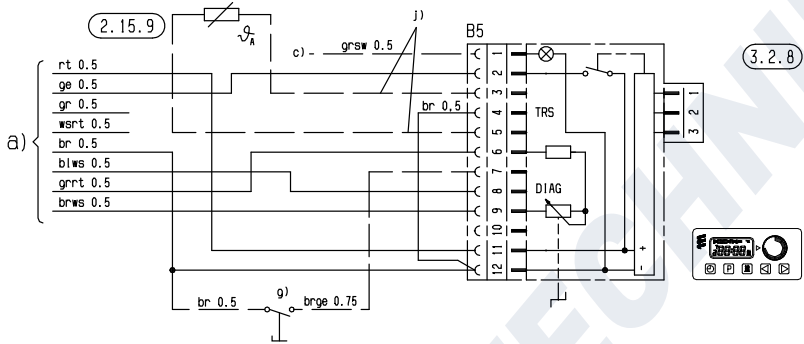 2.15.9
ϑA
j)
B5
3.2.8
c)
grsw 0.5
a)
rt 0.5
ge 0.5
gr 0.5
wsrt 0.5
br 0.5
blws 0.5
grrt 0.5
brws 0.5
br 0,5
1
2
3
4
5
6
7
8
9
10
11
12
TRS
DIAG
+
-
1
2
3
br 0.5
g)
brge 0.75
P
TECHNI